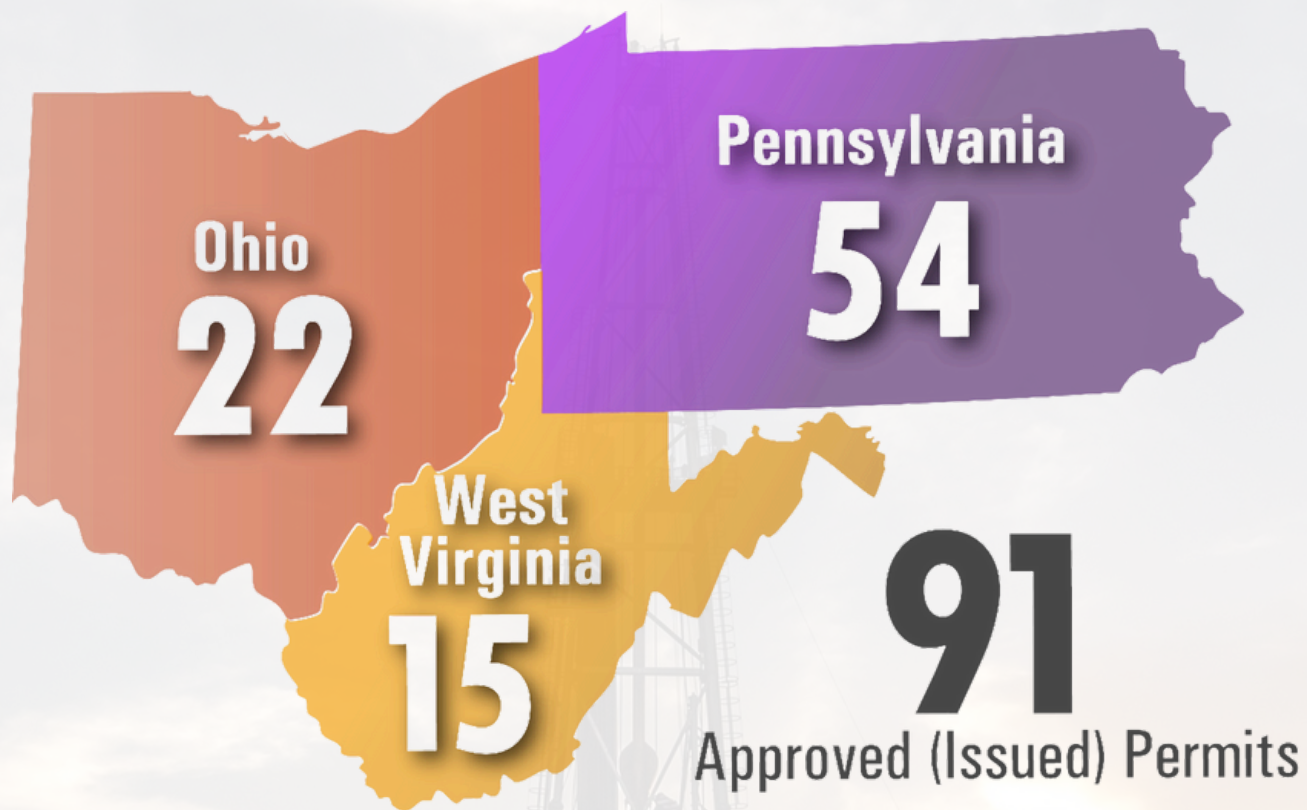 Pennsylvania
54
Ohio
22
West
Virginia
15
91
Approved (Issued) Permits